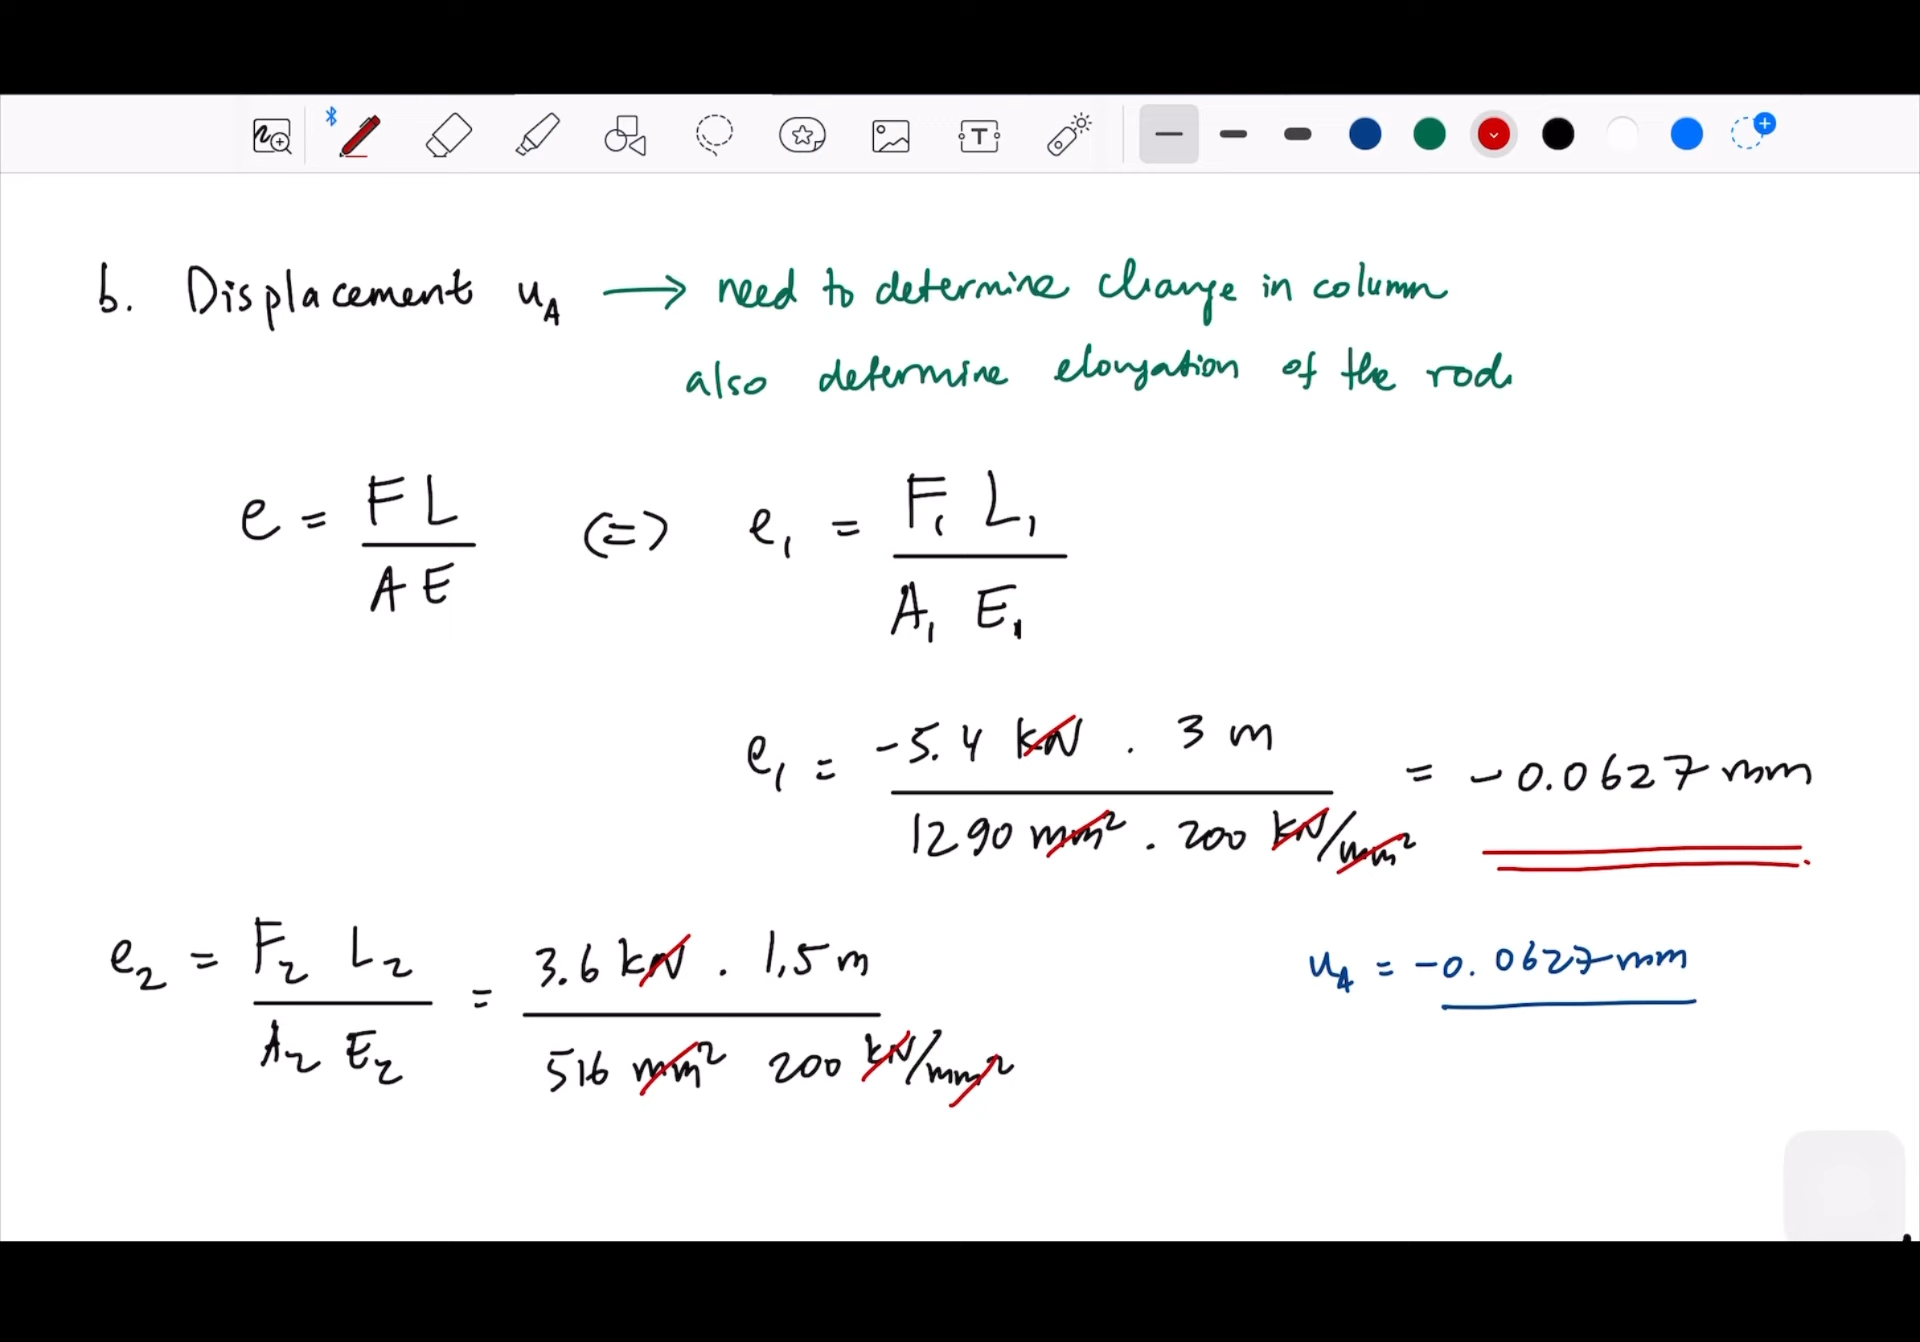 b. Displacement u_A → need to determine change in column
also determine elongation of the rod.
e = FL / AE (=) e₁ = F₁ L₁ / A₁ E₁
e₁ = -5.4 kN . 3 m / 1290 mm² . 200 kN/mm² = -0.0627 mm
e₂ = F₂ L₂ / A₂ E₂ = 3.6 kN . 1,5 m / 516 mm² 200 kN/mm²
u_A = -0.0627 mm